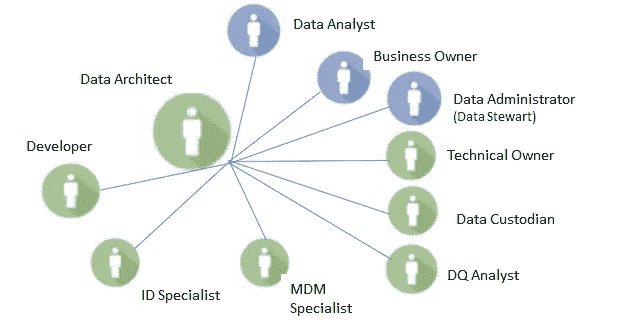 Data Analyst
Business Owner
Data Architect
Data Administrator
(Data Stewart)
Developer
Technical Owner
Data Custodian
DQ Analyst
ID Specialist
MDM
Specialist